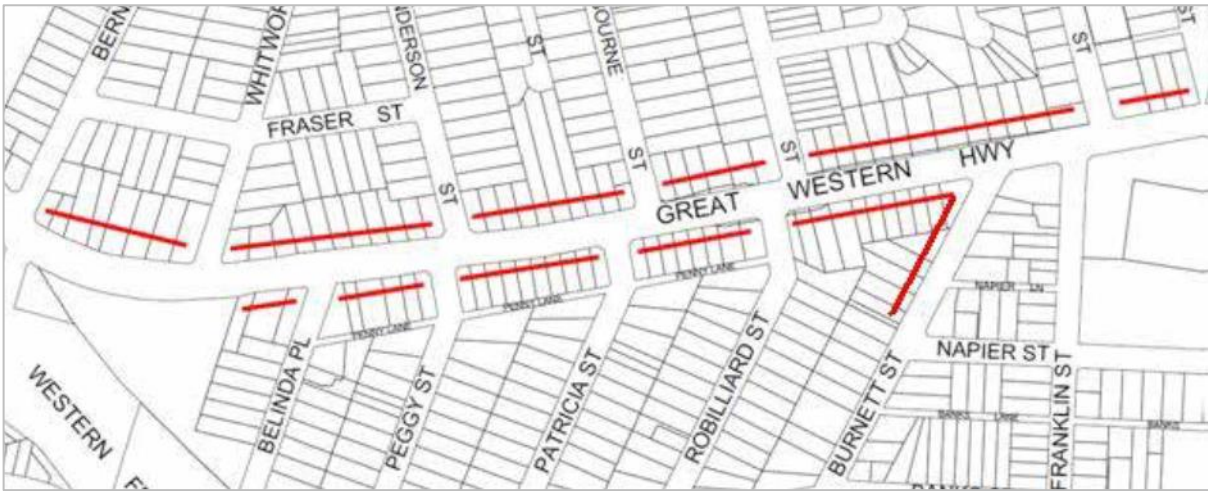 BERN
WHITWOR
NDERSON
ST
BOURNE
ST
ST
FRASER ST
ST
ST
ST
GREAT WESTERN HWY
PENNY LANE
PENNY LANE
PENNY LANE
NAPIER LN
NAPIER ST
WESTERN
BELINDA PL
PEGGY ST
PATRICIA ST
ROBILLIARD ST
BURNETT ST
FRANKLIN ST
BANKS LANE
BANKS